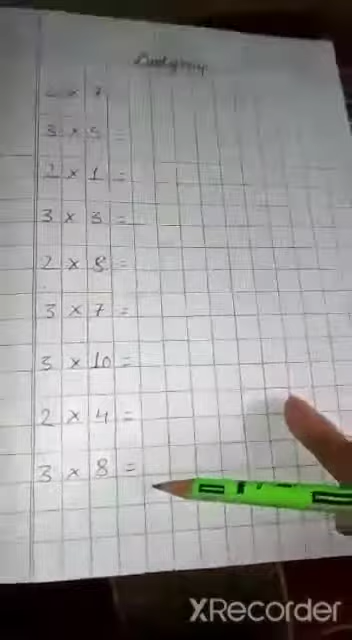 3 × 5 =
2 × 1 =
3 × 3 =
2 × 8 =
3 × 7 =
3 × 10 =
2 × 4 =
3 × 8 =
XRecorder